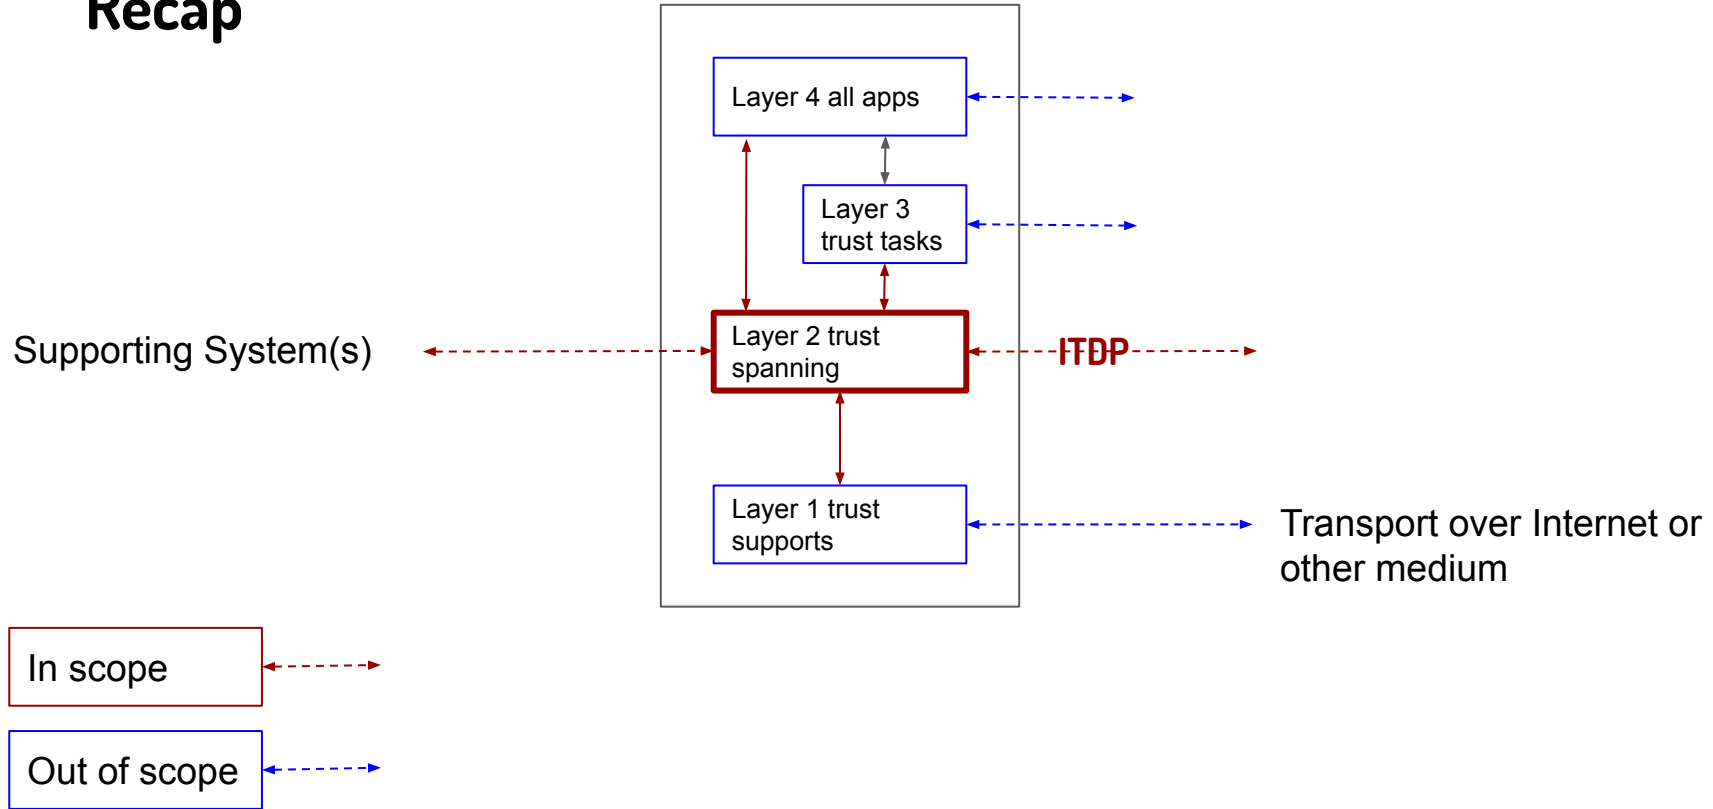 Recap
Layer 4 all apps
Layer 3
trust tasks
Supporting System(s)
Layer 2 trust
spanning
ITDP
Layer 1 trust
supports
Transport over Internet or
other medium
In scope
Out of scope